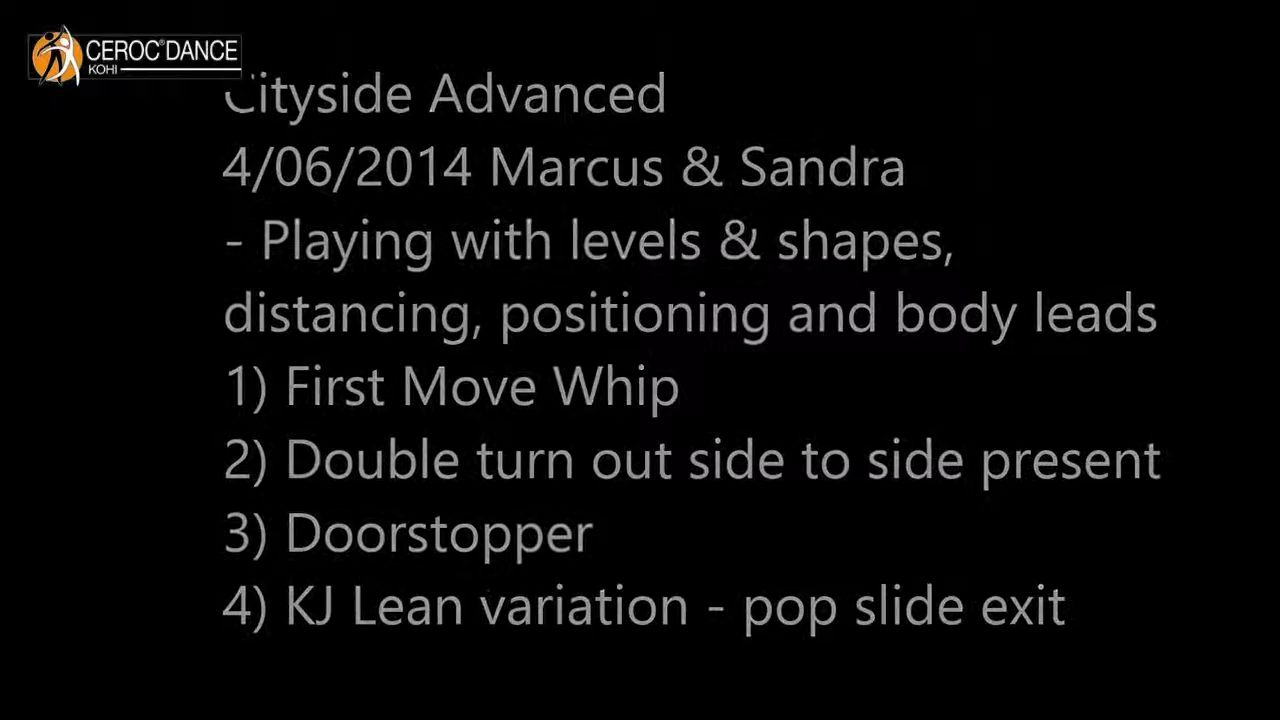 CEROC® DANCE
KOHI
Cityside Advanced
4/06/2014 Marcus & Sandra
- Playing with levels & shapes,
distancing, positioning and body leads
1) First Move Whip
2) Double turn out side to side present
3) Doorstopper
4) KJ Lean variation - pop slide exit